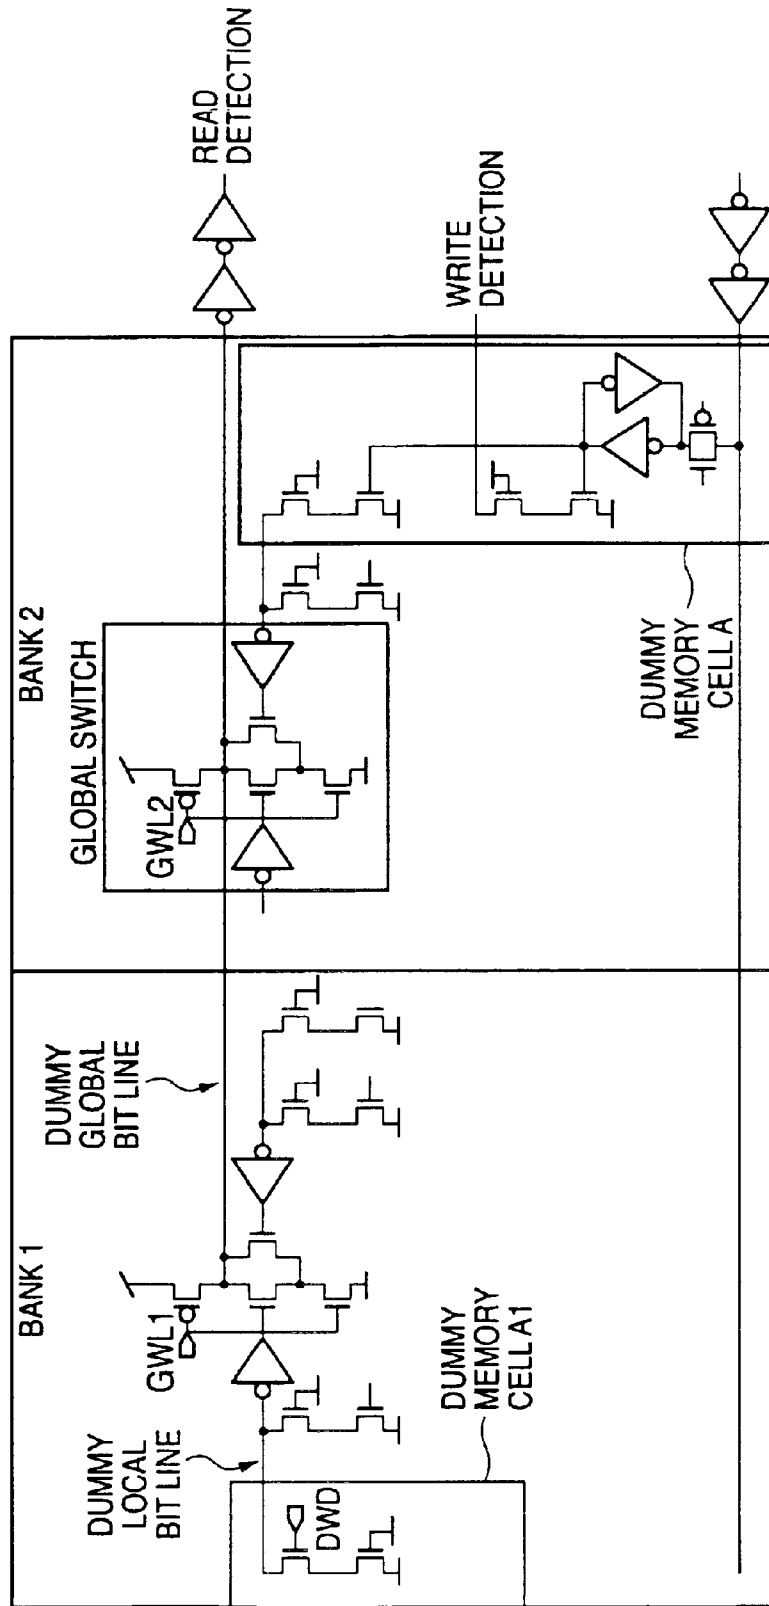 BANK 1
BANK 2
DUMMY
GLOBAL
BIT LINE
GLOBAL SWITCH
READ
DETECTION
GWL1
GWL2
DUMMY
LOCAL
BIT LINE
DWD
WRITE
DETECTION
DUMMY
MEMORY
CELL A1
DUMMY
MEMORY
CELL A